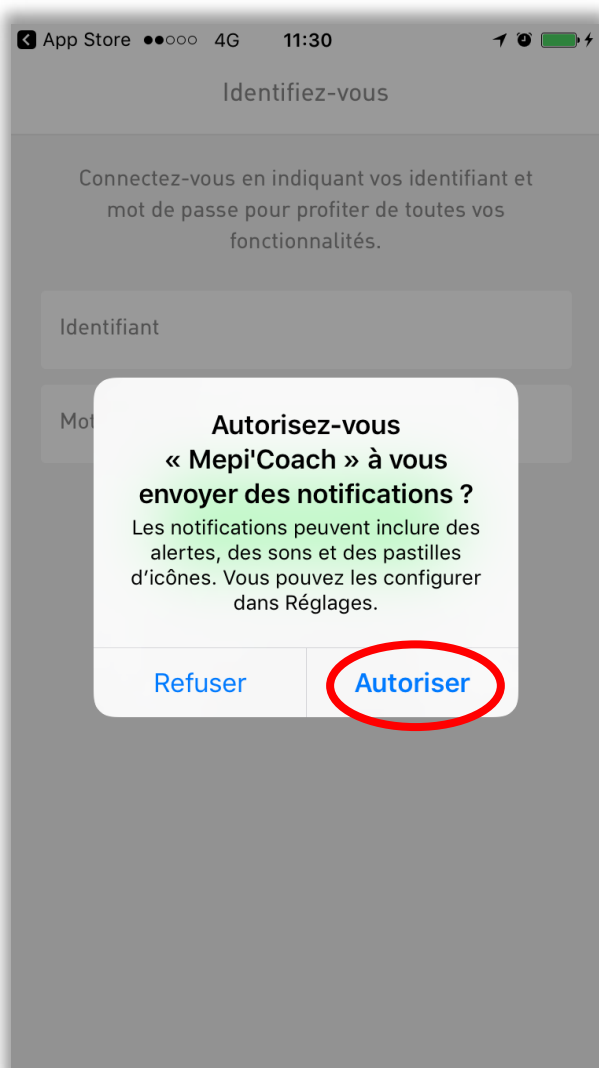 App Store 4G 11:30
Identifiez-vous
Connectez-vous en indiquant vos identifiant et
mot de passe pour profiter de toutes vos
fonctionnalités.
Identifiant
Mot
Autorisez-vous
« Mepi'Coach » à vous
envoyer des notifications ?
Les notifications peuvent inclure des
alertes, des sons et des pastilles
d’icônes. Vous pouvez les configurer
dans Réglages.
Refuser Autoriser